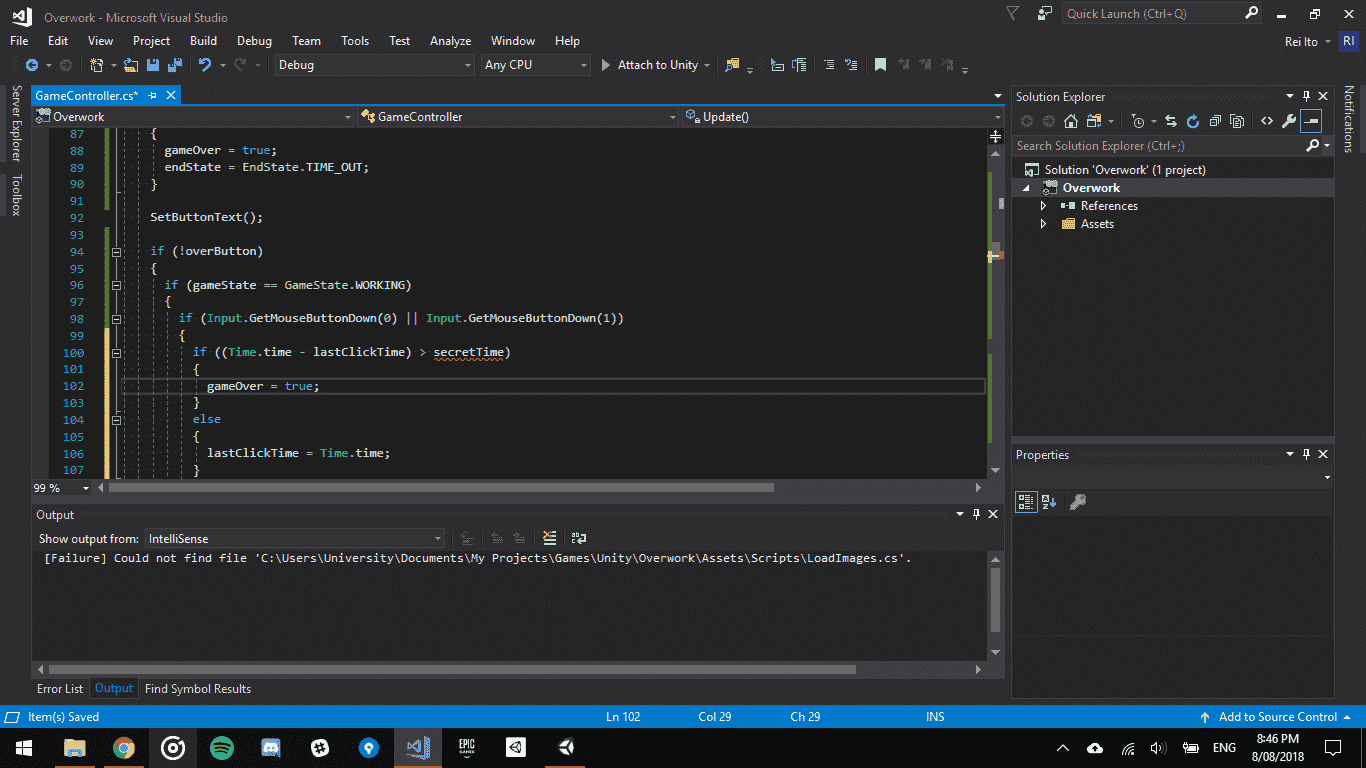 Overwork - Microsoft Visual Studio
Quick Launch (Ctrl+Q)
File Edit View Project Build Debug Team Tools Test Analyze Window Help
Rei Ito RI
Debug Any CPU Attach to Unity
Server Explorer
Toolbox
GameController.cs*
Overwork GameController Update()
87 {
88 gameOver = true;
89 endState = EndState.TIME_OUT;
90 }
91
92 SetButtonText();
93
94 if (!overButton)
95 {
96 if (gameState == GameState.WORKING)
97 {
98 if (Input.GetMouseButtonDown(0) || Input.GetMouseButtonDown(1))
99 {
100 if ((Time.time - lastClickTime) > secretTime)
101 {
102 gameOver = true;
103 }
104 else
105 {
106 lastClickTime = Time.time;
107 }
99 %
Output
Show output from: IntelliSense
[Failure] Could not find file 'C:\Users\University\Documents\My Projects\Games\Unity\Overwork\Assets\Scripts\LoadImages.cs'.
Error List Output Find Symbol Results
Solution Explorer
Search Solution Explorer (Ctrl+;)
Solution 'Overwork' (1 project)
Overwork
References
Assets
Properties
Notifications
Item(s) Saved Ln 102 Col 29 Ch 29 INS Add to Source Control
EPIC
GAMES
ENG
8:46 PM
8/08/2018